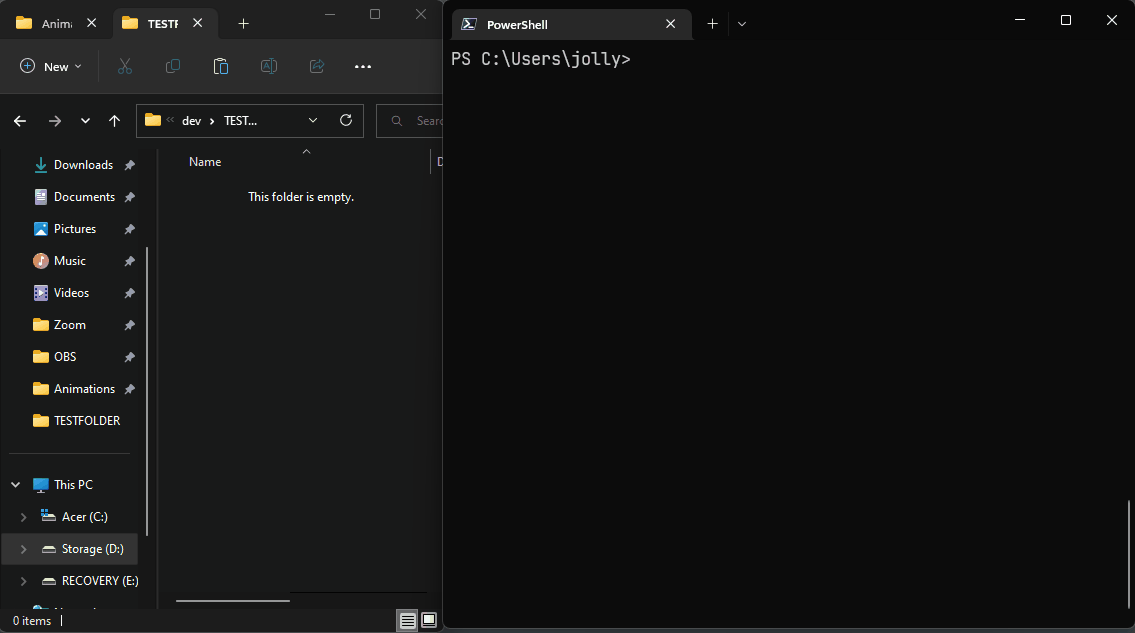 Anima
TESTF
New
dev > TEST...
Searc
Name
D
This folder is empty.
Downloads
Documents
Pictures
Music
Videos
Zoom
OBS
Animations
TESTFOLDER
This PC
Acer (C:)
Storage (D:)
RECOVERY (E:)
0 items
PowerShell
PS C:\Users\jolly>